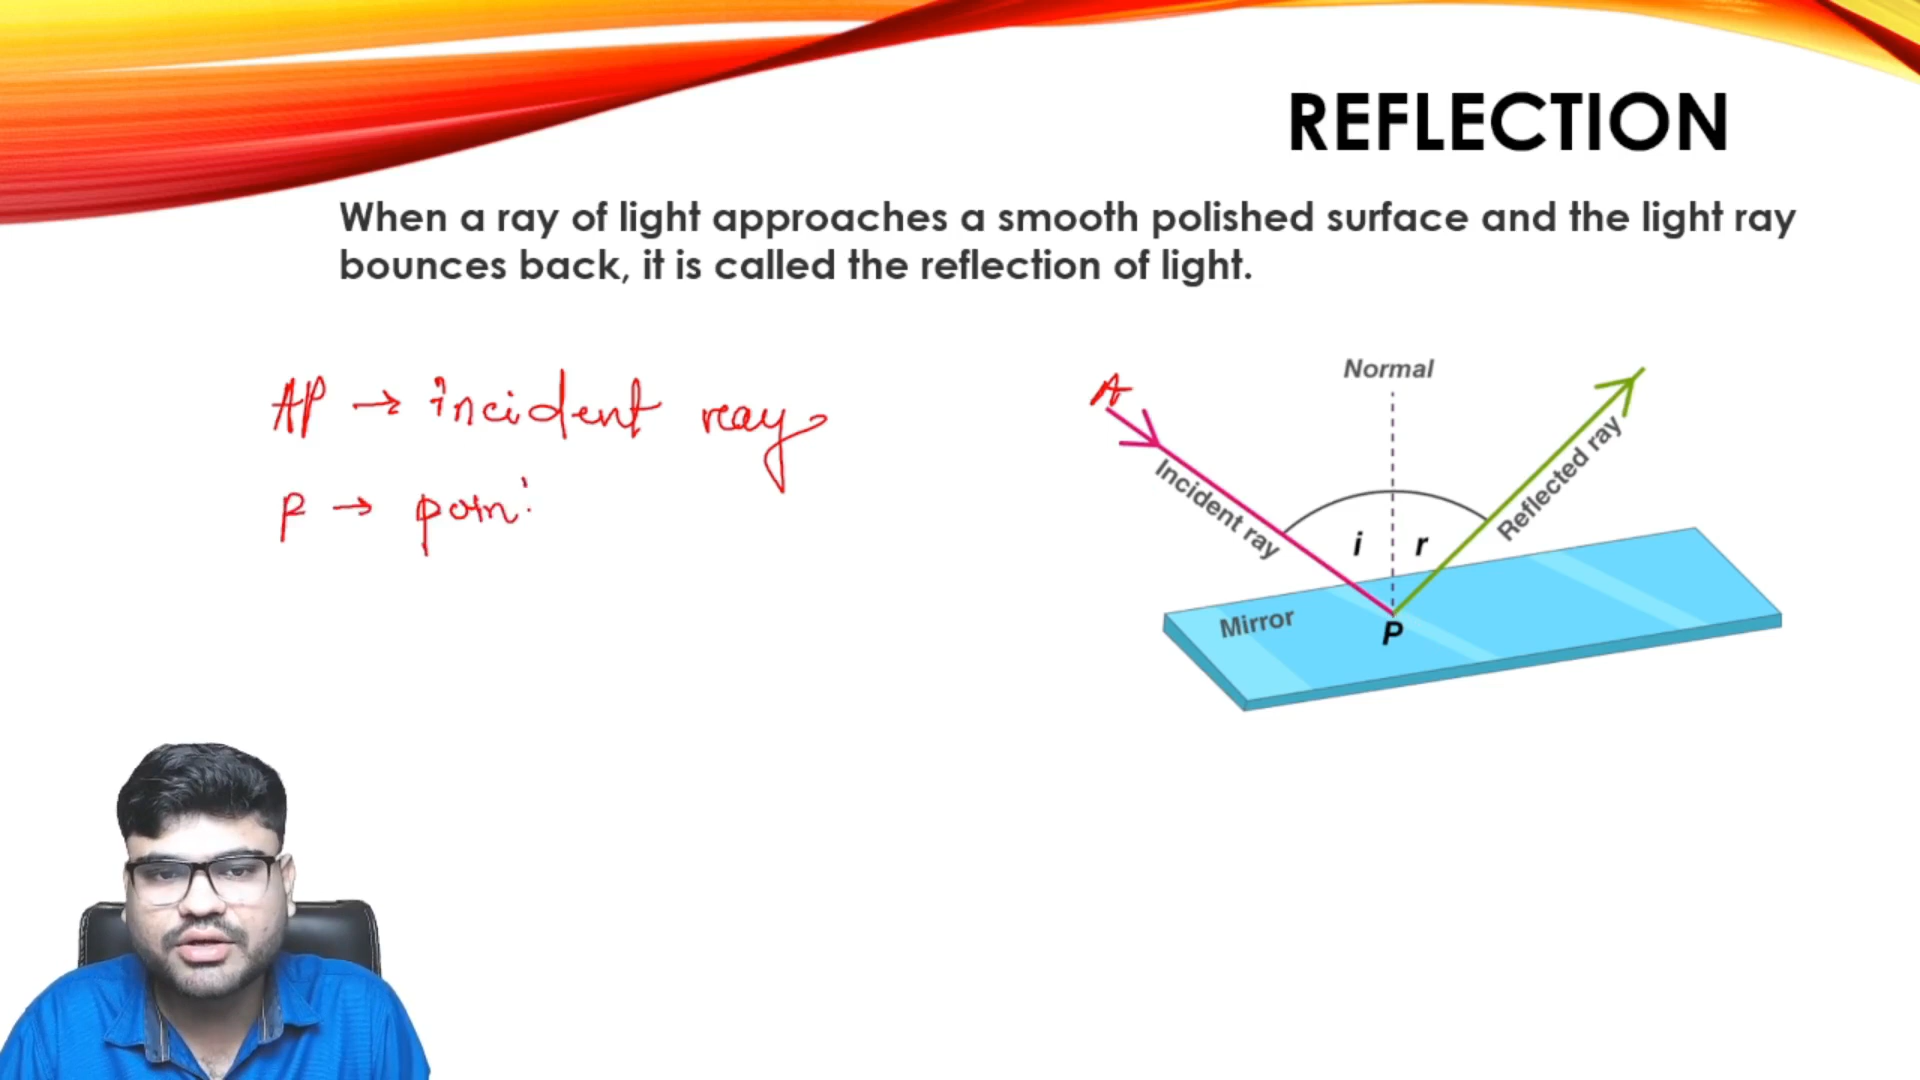 REFLECTION
When a ray of light approaches a smooth polished surface and the light ray
bounces back, it is called the reflection of light.
AP → incident ray
P →
A
Normal
Incident ray
Reflected ray
i r
Mirror
P